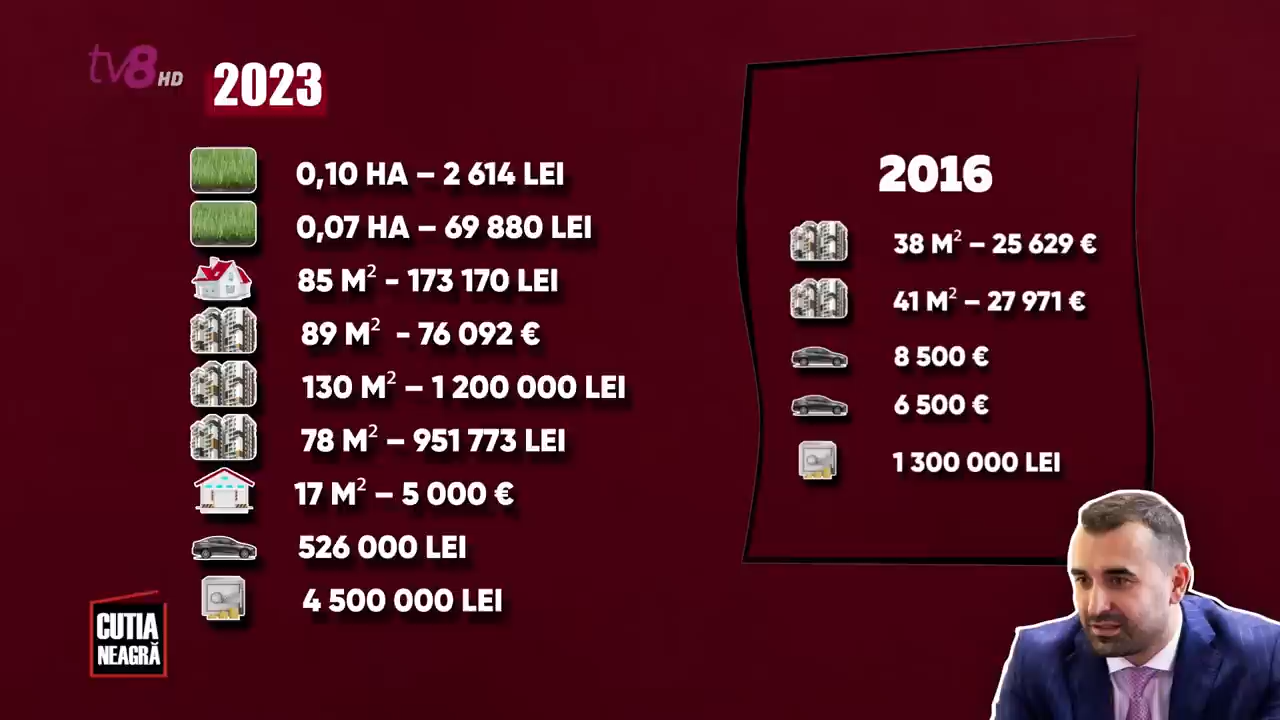 tv8 HD
2023
0,10 HA – 2 614 LEI
0,07 HA – 69 880 LEI
85 M² - 173 170 LEI
89 M² - 76 092 €
130 M² – 1 200 000 LEI
78 M² – 951 773 LEI
17 M² – 5 000 €
526 000 LEI
4 500 000 LEI
2016
38 M² – 25 629 €
41 M² – 27 971 €
8 500 €
6 500 €
1 300 000 LEI
CUTIA
NEAGRĂ